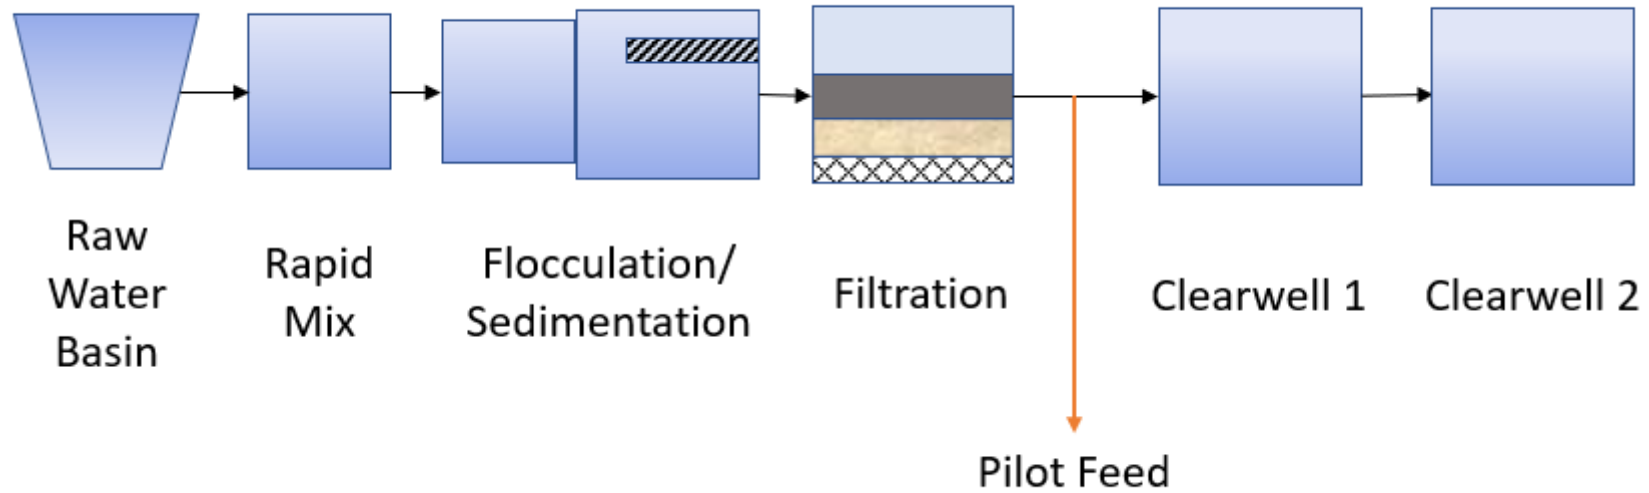 Raw
Water
Basin
Rapid
Mix
Flocculation/
Sedimentation
Filtration
Clearwell 1
Clearwell 2
Pilot Feed